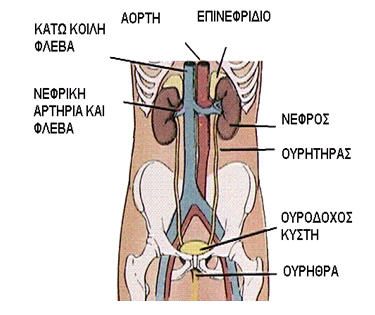 ΑΟΡΤΗ
ΕΠΙΝΕΦΡΙΔΙΟ
ΚΑΤΩ ΚΟΙΛΗ
ΦΛΕΒΑ
ΝΕΦΡΙΚΗ
ΑΡΤΗΡΙΑ ΚΑΙ
ΦΛΕΒΑ
ΝΕΦΡΟΣ
ΟΥΡΗΤΗΡΑΣ
ΟΥΡΟΔΟΧΟΣ
ΚΥΣΤΗ
ΟΥΡΗΘΡΑ